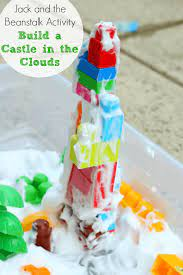 Jack and the
Beanstalk Activity
Build a
Castle in the
Clouds